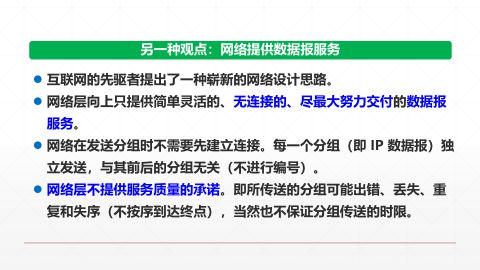 另一种观点：网络提供数据报服务
互联网的先驱者提出了一种崭新的网络设计思路。
网络层向上只提供简单灵活的、无连接的、尽最大努力交付的数据报
服务。
网络在发送分组时不需要先建立连接。每一个分组（即 IP 数据报）独
立发送，与其前后的分组无关（不进行编号）。
网络层不提供服务质量的承诺。即所传送的分组可能出错、丢失、重
复和失序（不按序到达终点），当然也不保证分组传送的时限。